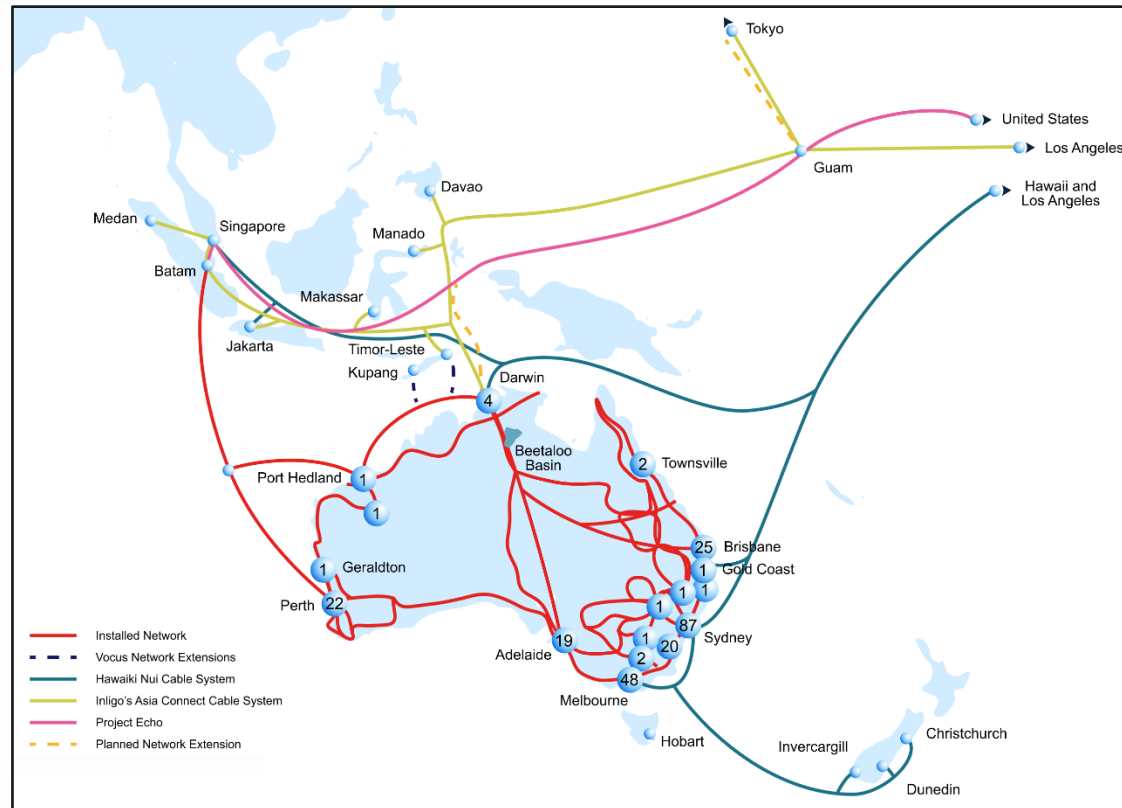 Tokyo
United States
Los Angeles
Guam
Hawaii and
Los Angeles
Davao
Medan
Singapore
Manado
Batam
Makassar
Jakarta
Timor-Leste
Kupang
Darwin
4
Beetaloo
Basin
Townsville
2
Port Hedland
1
1
Brisbane
25
Gold Coast
1
Geraldton
1
1
1
1
Perth
22
87
Sydney
Adelaide
19
1
20
2
48
Melbourne
Hobart
Invercargill
Christchurch
Dunedin
Installed Network
Vocus Network Extensions
Hawaiki Nui Cable System
Inligo's Asia Connect Cable System
Project Echo
Planned Network Extension